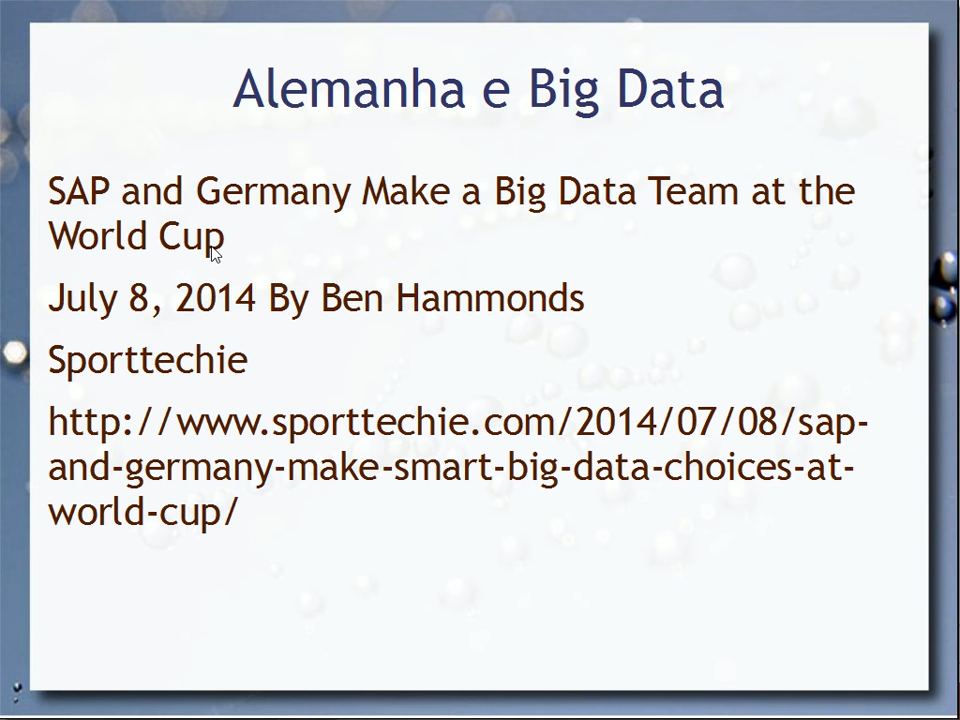 Alemanha e Big Data
SAP and Germany Make a Big Data Team at the
World Cup
July 8, 2014 By Ben Hammonds
Sporttechie
http://www.sporttechie.com/2014/07/08/sap-
and-germany-make-smart-big-data-choices-at-
world-cup/